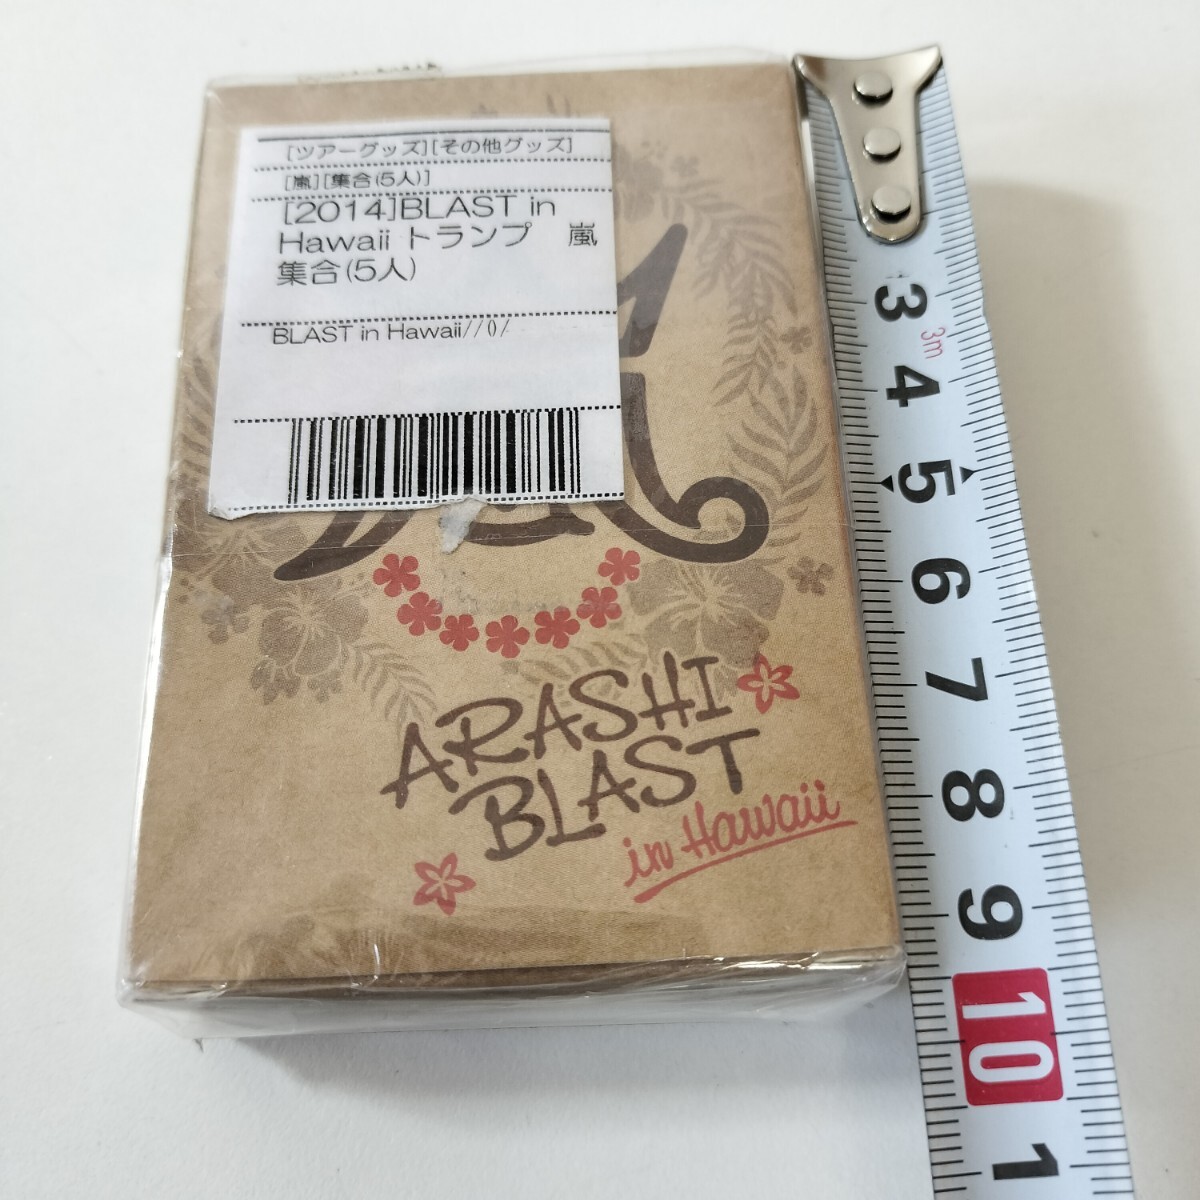 [ツアーグッズ][その他グッズ]
[嵐][集合(5人)]
[2014]BLAST in
Hawaii トランプ 嵐
集合(5人)
BLAST in Hawaii//0/
ARASHI
BLAST
in Hawaii
3
3m
4
5
6
7
8
9
10
1